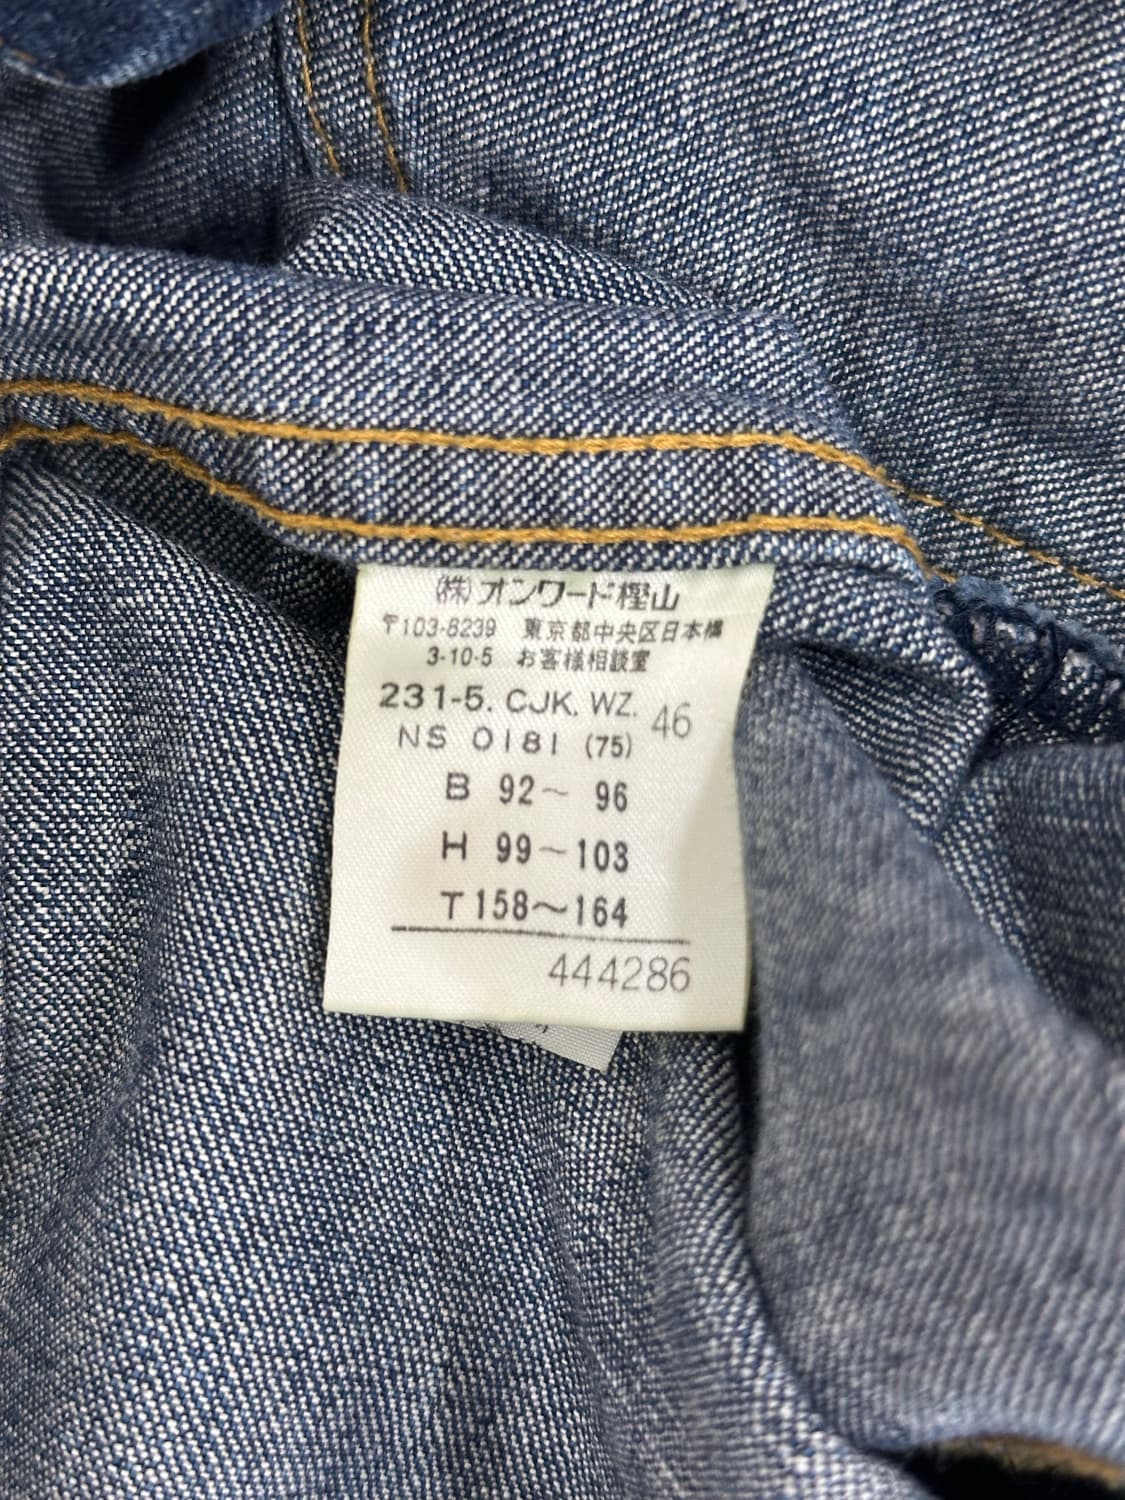 ㈱オンワード樫山
〒103-8239 東京都中央区日本橋
3-10-5 お客様相談室
231-5. CJK. WZ. 46
NS 0181 (75)
B 92~ 96
H 99~103
T 158~164
444286